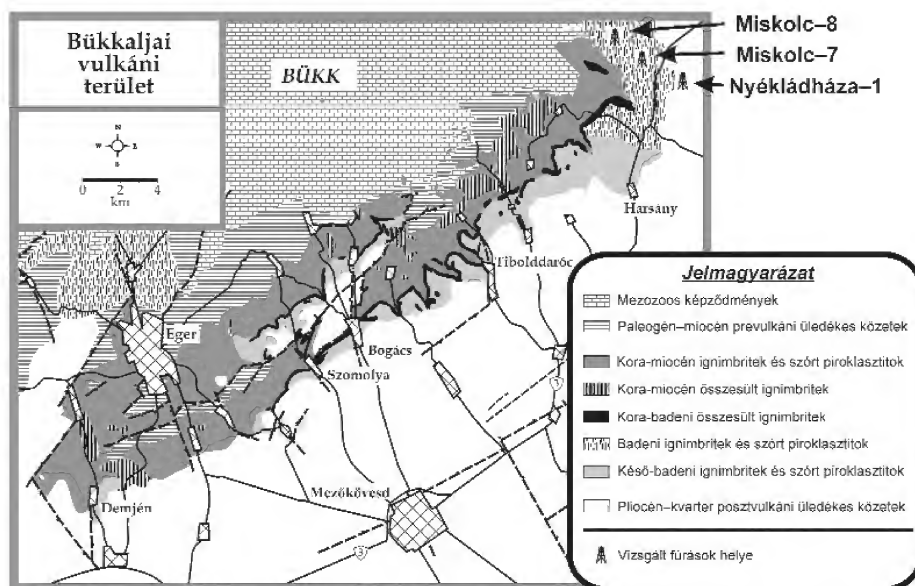 Bükkaljai
vulkáni
terület
N
W E
S
0 2 4
km
BÜKK
Miskolc–8
Miskolc–7
Nyékládháza–1
Harsány
Tibolddaróc
Eger
Bogács
Szomolya
Mezőkövesd
Demjén
3
3
Jelmagyarázat
Mezozoos képződmények
Paleogén–miocén prevulkáni üledékes kőzetek
Kora-miocén ignimbritek és szórt piroklasztitok
Kora-miocén összesült ignimbritek
Kora-badeni összesült ignimbritek
Badeni ignimbritek és szórt piroklasztitok
Késő-badeni ignimbritek és szórt piroklasztitok
Pliocén–kvarter posztvulkáni üledékes kőzetek
Vizsgált fúrások helye